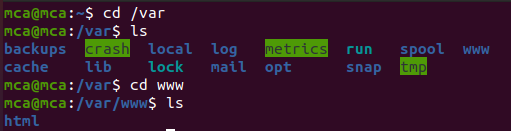 mca@mca:~$ cd /var
mca@mca:/var$ ls
backups crash local log metrics run spool www
cache lib lock mail opt snap tmp
mca@mca:/var$ cd www
mca@mca:/var/www$ ls
html